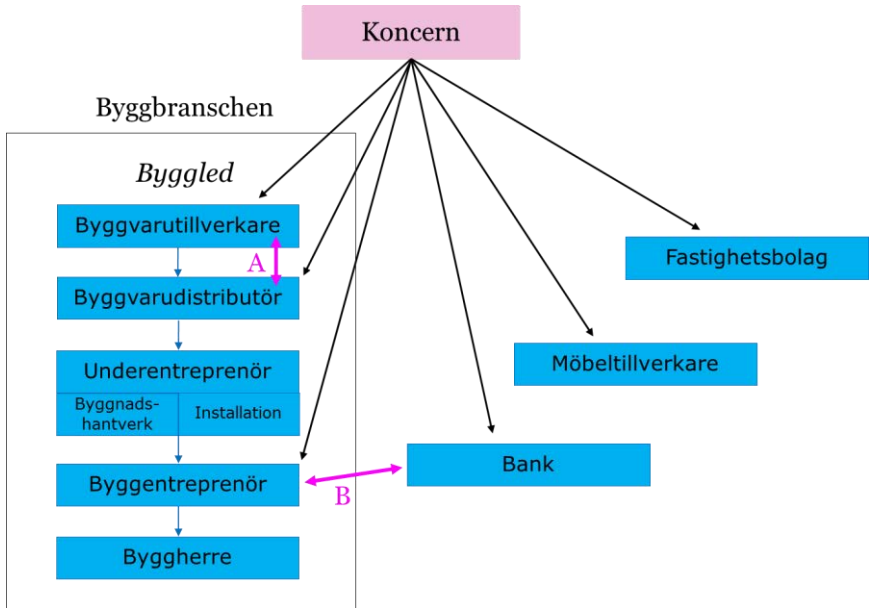 Koncern
Byggbranschen
Byggled
Byggvarutillverkare
A
Byggvarudistributör
Underentreprenör
Byggnads-
hantverk
Installation
Byggentreprenör
B
Byggherre
Fastighetsbolag
Möbeltillverkare
Bank